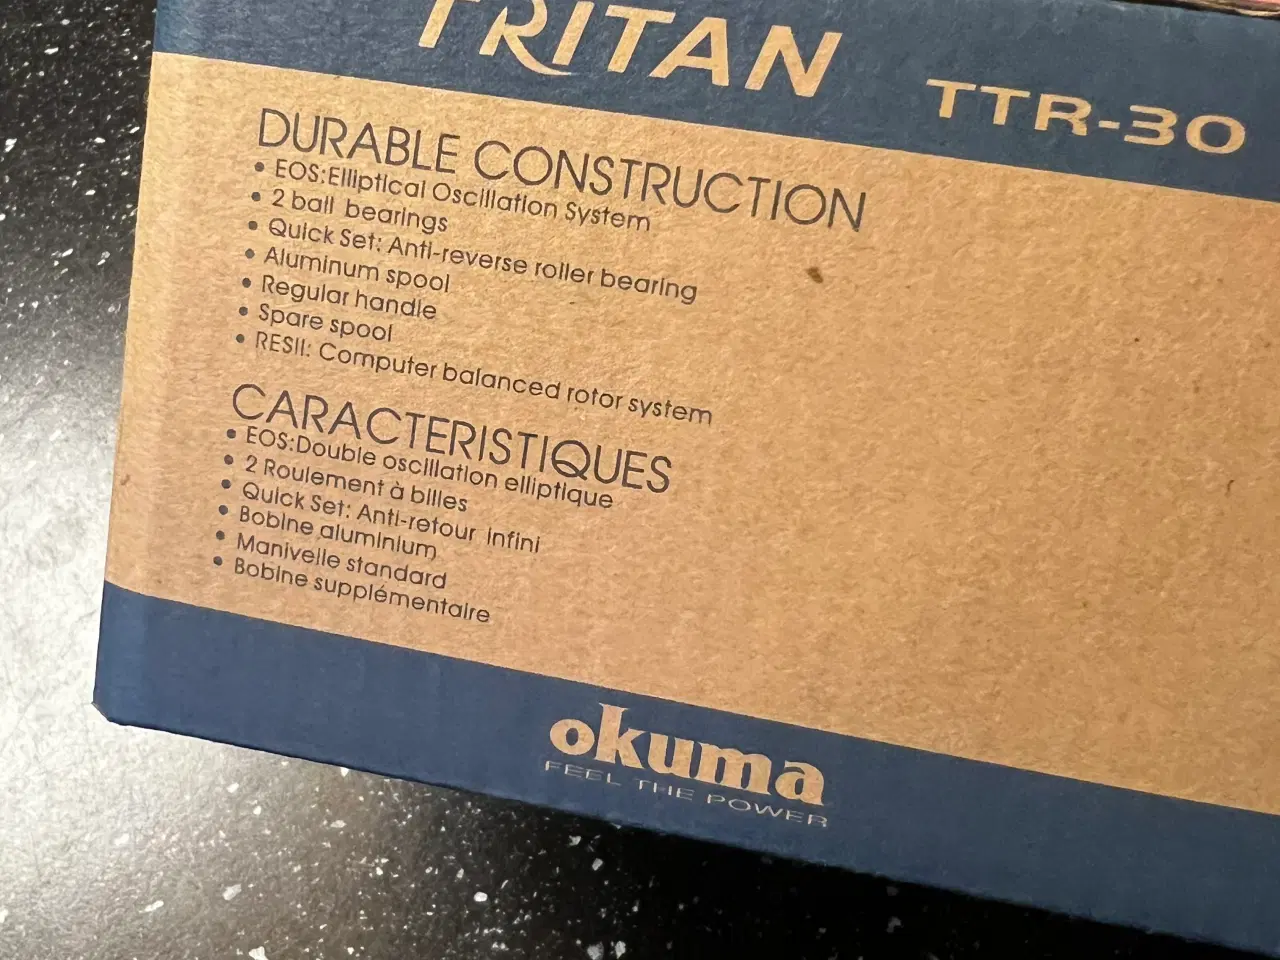 TRITAN TTR-30
DURABLE CONSTRUCTION
• EOS:Elliptical Oscillation System
• 2 ball bearings
• Quick Set: Anti-reverse roller bearing
• Aluminum spool
• Regular handle
• Spare spool
• RESII: Computer balanced rotor system
CARACTERISTIQUES
• EOS:Double oscillation elliptique
• 2 Roulement à billes
• Quick Set: Anti-retour infini
• Bobine aluminium
• Manivelle standard
• Bobine supplémentaire
okuma
FEEL THE POWER